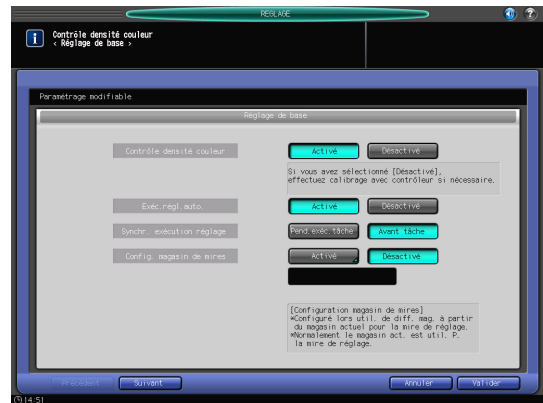 REGLAGE
Contrôle densité couleur
< Réglage de base >
Paramétrage modifiable
Réglage de base
Contrôle densité couleur
Activé
Désactivé
Si vous avez sélectionné [Désactivé],
effectuez calibrage avec contrôleur si nécessaire.
Exéc.régl.auto.
Activé
Désactivé
Synchr. exécution réglage
Pend.exéc.tâche
Avant tâche
Config. magasin de mires
Activé
Désactivé
[Configuration magasin de mires]
*Configuré lors util. de diff. mag. à partir
du magasin actuel pour la mire de réglage.
*Normalement le magasin act. est util. P.
la mire de réglage.
Précédent
Suivant
Annuler
Valider
14:51